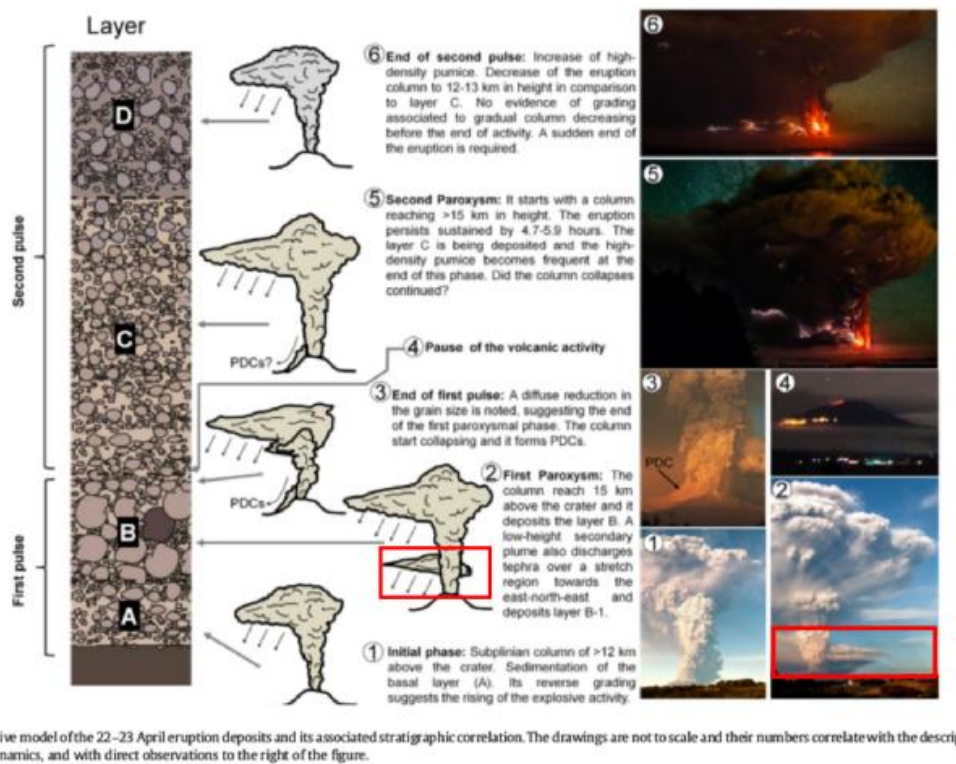 Layer
D
C
B
A
Second pulse
First pulse
⑥ End of second pulse: Increase of high-
density pumice. Decrease of the eruption
column to 12-13 km in height in comparison
to layer C. No evidence of grading
associated to gradual column decreasing
before the end of activity. A sudden end of
the eruption is required.
⑤ Second Paroxysm: It starts with a column
reaching >15 km in height. The eruption
persists sustained by 4.7-5.9 hours. The
layer C is being deposited and the high-
density pumice becomes frequent at the
end of this phase. Did the column collapses
continued?
PDCs?
④ Pause of the volcanic activity
③ End of first pulse: A diffuse reduction in
the grain size is noted, suggesting the end
of the first paroxysmal phase. The column
start collapsing and it forms PDCs.
PDCs
② First Paroxysm: The
column reach 15 km
above the crater and it
deposits the layer B. A
low-height secondary
plume also discharges
tephra over a stretch
region towards the
east-north-east and
deposits layer B-1.
① Initial phase: Subplinian column of >12 km
above the crater. Sedimentation of the
basal layer (A). Its reverse grading
suggests the rising of the explosive activity.
⑥
⑤
③
PDC
④
①
②
ive model of the 22–23 April eruption deposits and its associated stratigraphic correlation. The drawings are not to scale and their numbers correlate with the descrip
namics, and with direct observations to the right of the figure.